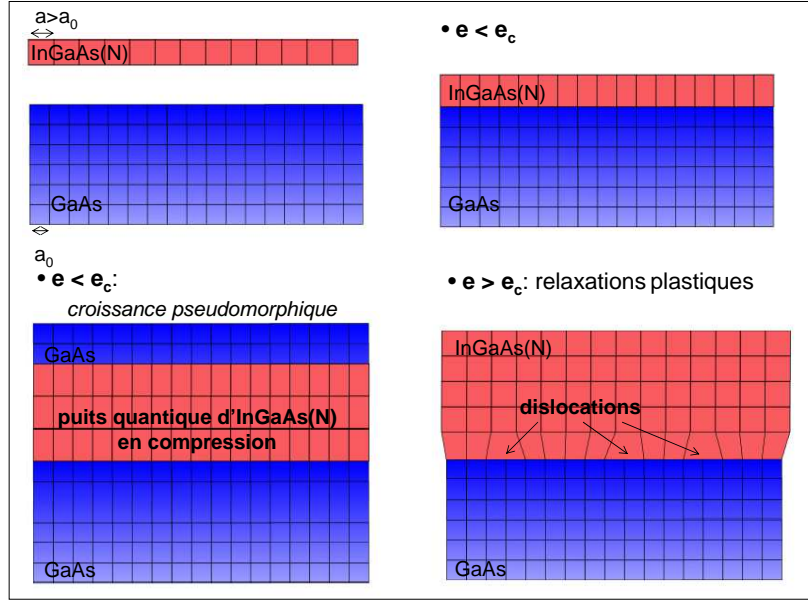 a>a0
InGaAs(N)
GaAs
a0
• e < ec
InGaAs(N)
GaAs
• e < ec:
croissance pseudomorphique
GaAs
puits quantique d'InGaAs(N)
en compression
GaAs
• e > ec: relaxations plastiques
InGaAs(N)
dislocations
GaAs